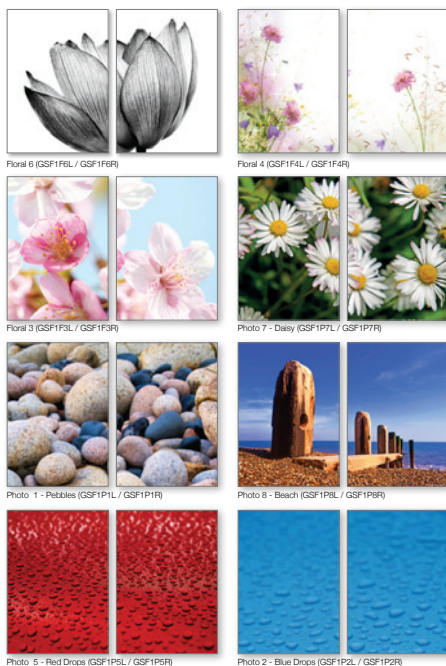 Floral 6 (GSF1F6L / GSF1F6R)
Floral 4 (GSF1F4L / GSF1F4R)
Floral 3 (GSF1F3L / GSF1F3R)
Photo 7 - Daisy (GSF1P7L / GSF1P7R)
Photo 1 - Pebbles (GSF1P1L / GSF1P1R)
Photo 8 - Beach (GSF1P8L / GSF1P8R)
Photo 5 - Red Drops (GSF1P5L / GSF1P5R)
Photo 2 - Blue Drops (GSF1P2L / GSF1P2R)